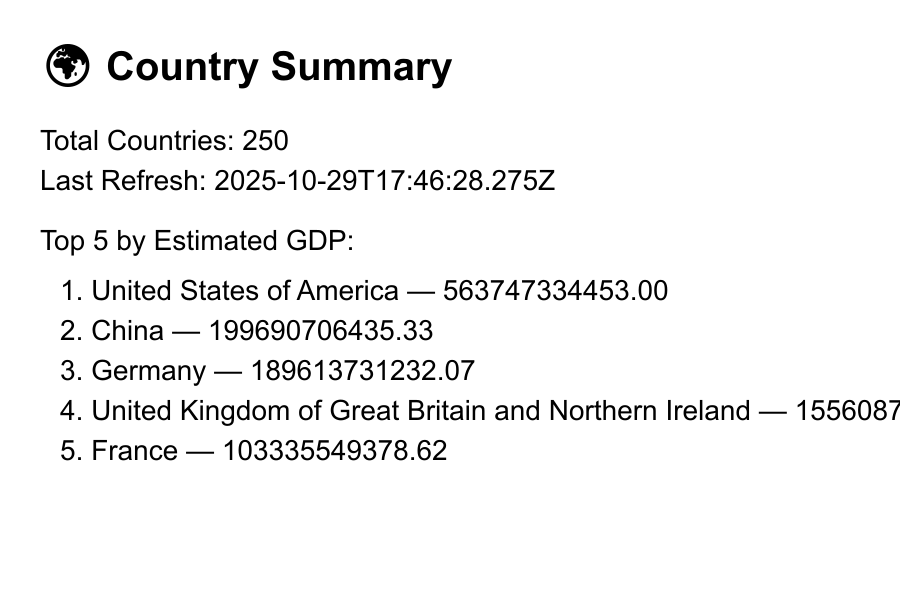 Country Summary
Total Countries: 250
Last Refresh: 2025-10-29T17:46:28.275Z
Top 5 by Estimated GDP:
1. United States of America — 563747334453.00
2. China — 199690706435.33
3. Germany — 189613731232.07
4. United Kingdom of Great Britain and Northern Ireland — 1556087
5. France — 103335549378.62